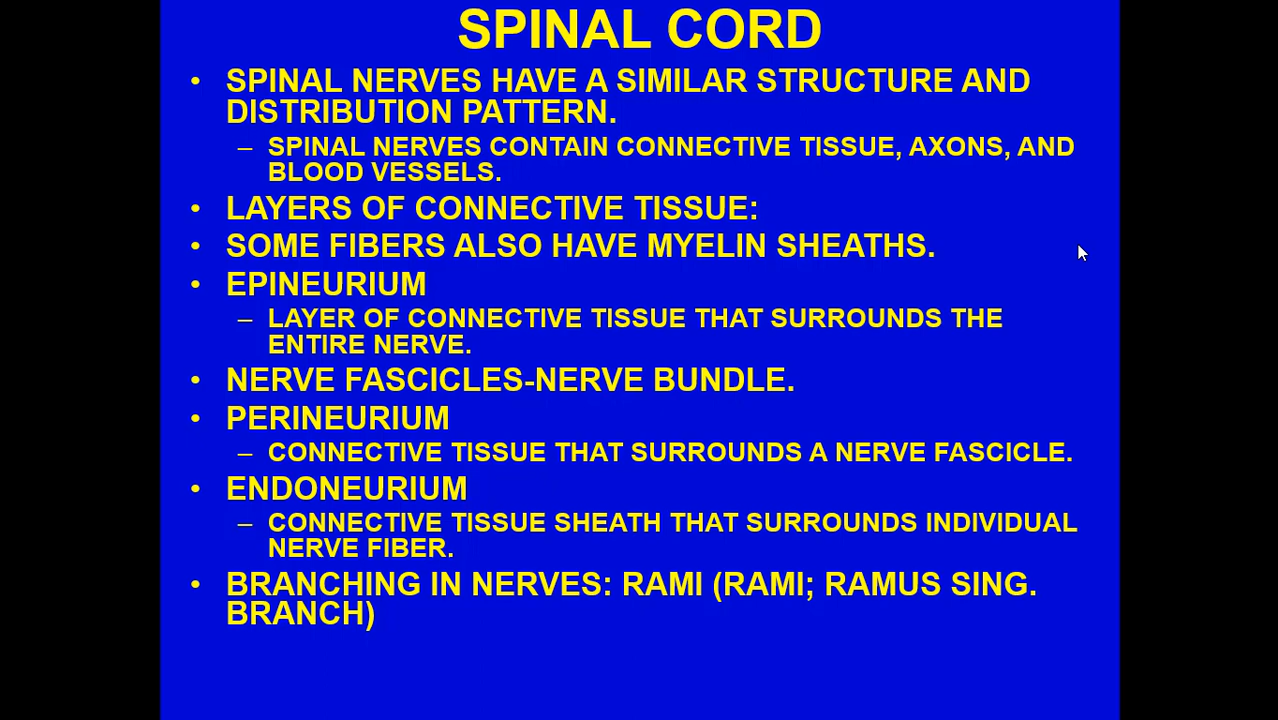 SPINAL CORD
• SPINAL NERVES HAVE A SIMILAR STRUCTURE AND
DISTRIBUTION PATTERN.
– SPINAL NERVES CONTAIN CONNECTIVE TISSUE, AXONS, AND
BLOOD VESSELS.
• LAYERS OF CONNECTIVE TISSUE:
• SOME FIBERS ALSO HAVE MYELIN SHEATHS.
• EPINEURIUM
– LAYER OF CONNECTIVE TISSUE THAT SURROUNDS THE
ENTIRE NERVE.
• NERVE FASCICLES-NERVE BUNDLE.
• PERINEURIUM
– CONNECTIVE TISSUE THAT SURROUNDS A NERVE FASCICLE.
• ENDONEURIUM
– CONNECTIVE TISSUE SHEATH THAT SURROUNDS INDIVIDUAL
NERVE FIBER.
• BRANCHING IN NERVES: RAMI (RAMI; RAMUS SING.
BRANCH)